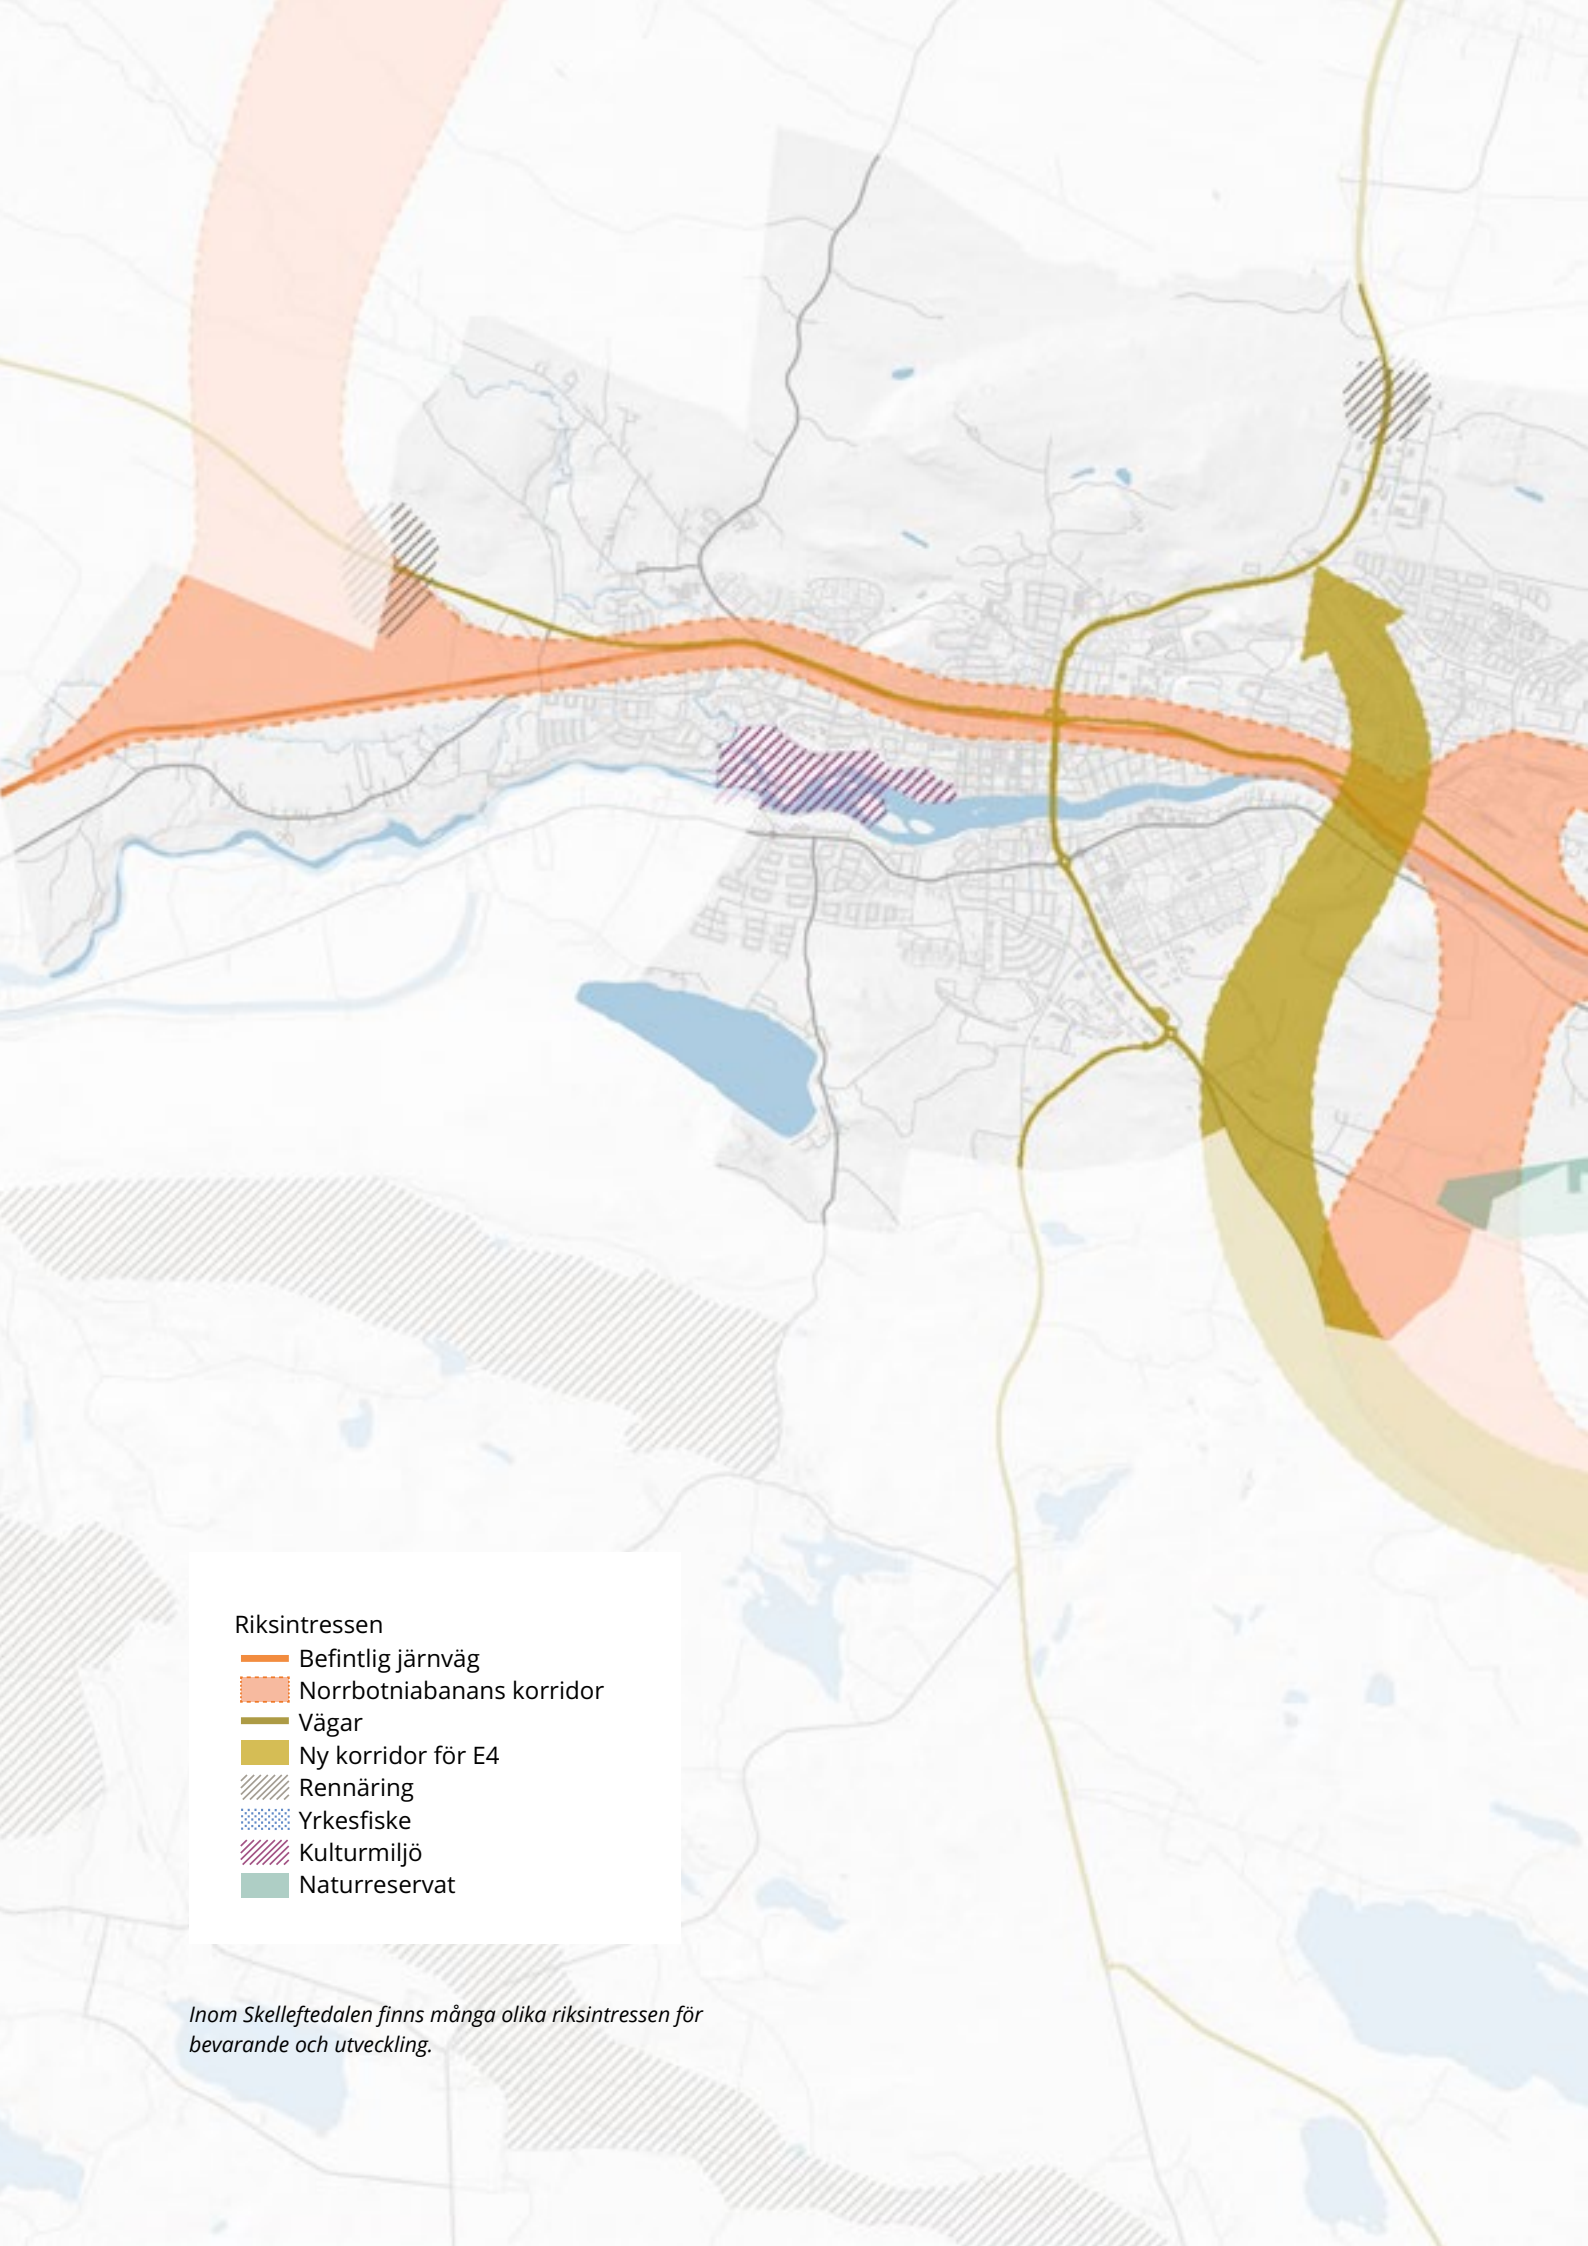 Riksintressen
Befintlig järnväg
Norrbotniabanans korridor
Vägar
Ny korridor för E4
Rennäring
Yrkesfiske
Kulturmiljö
Naturreservat
Inom Skelleftedalen finns många olika riksintressen för
bevarande och utveckling.